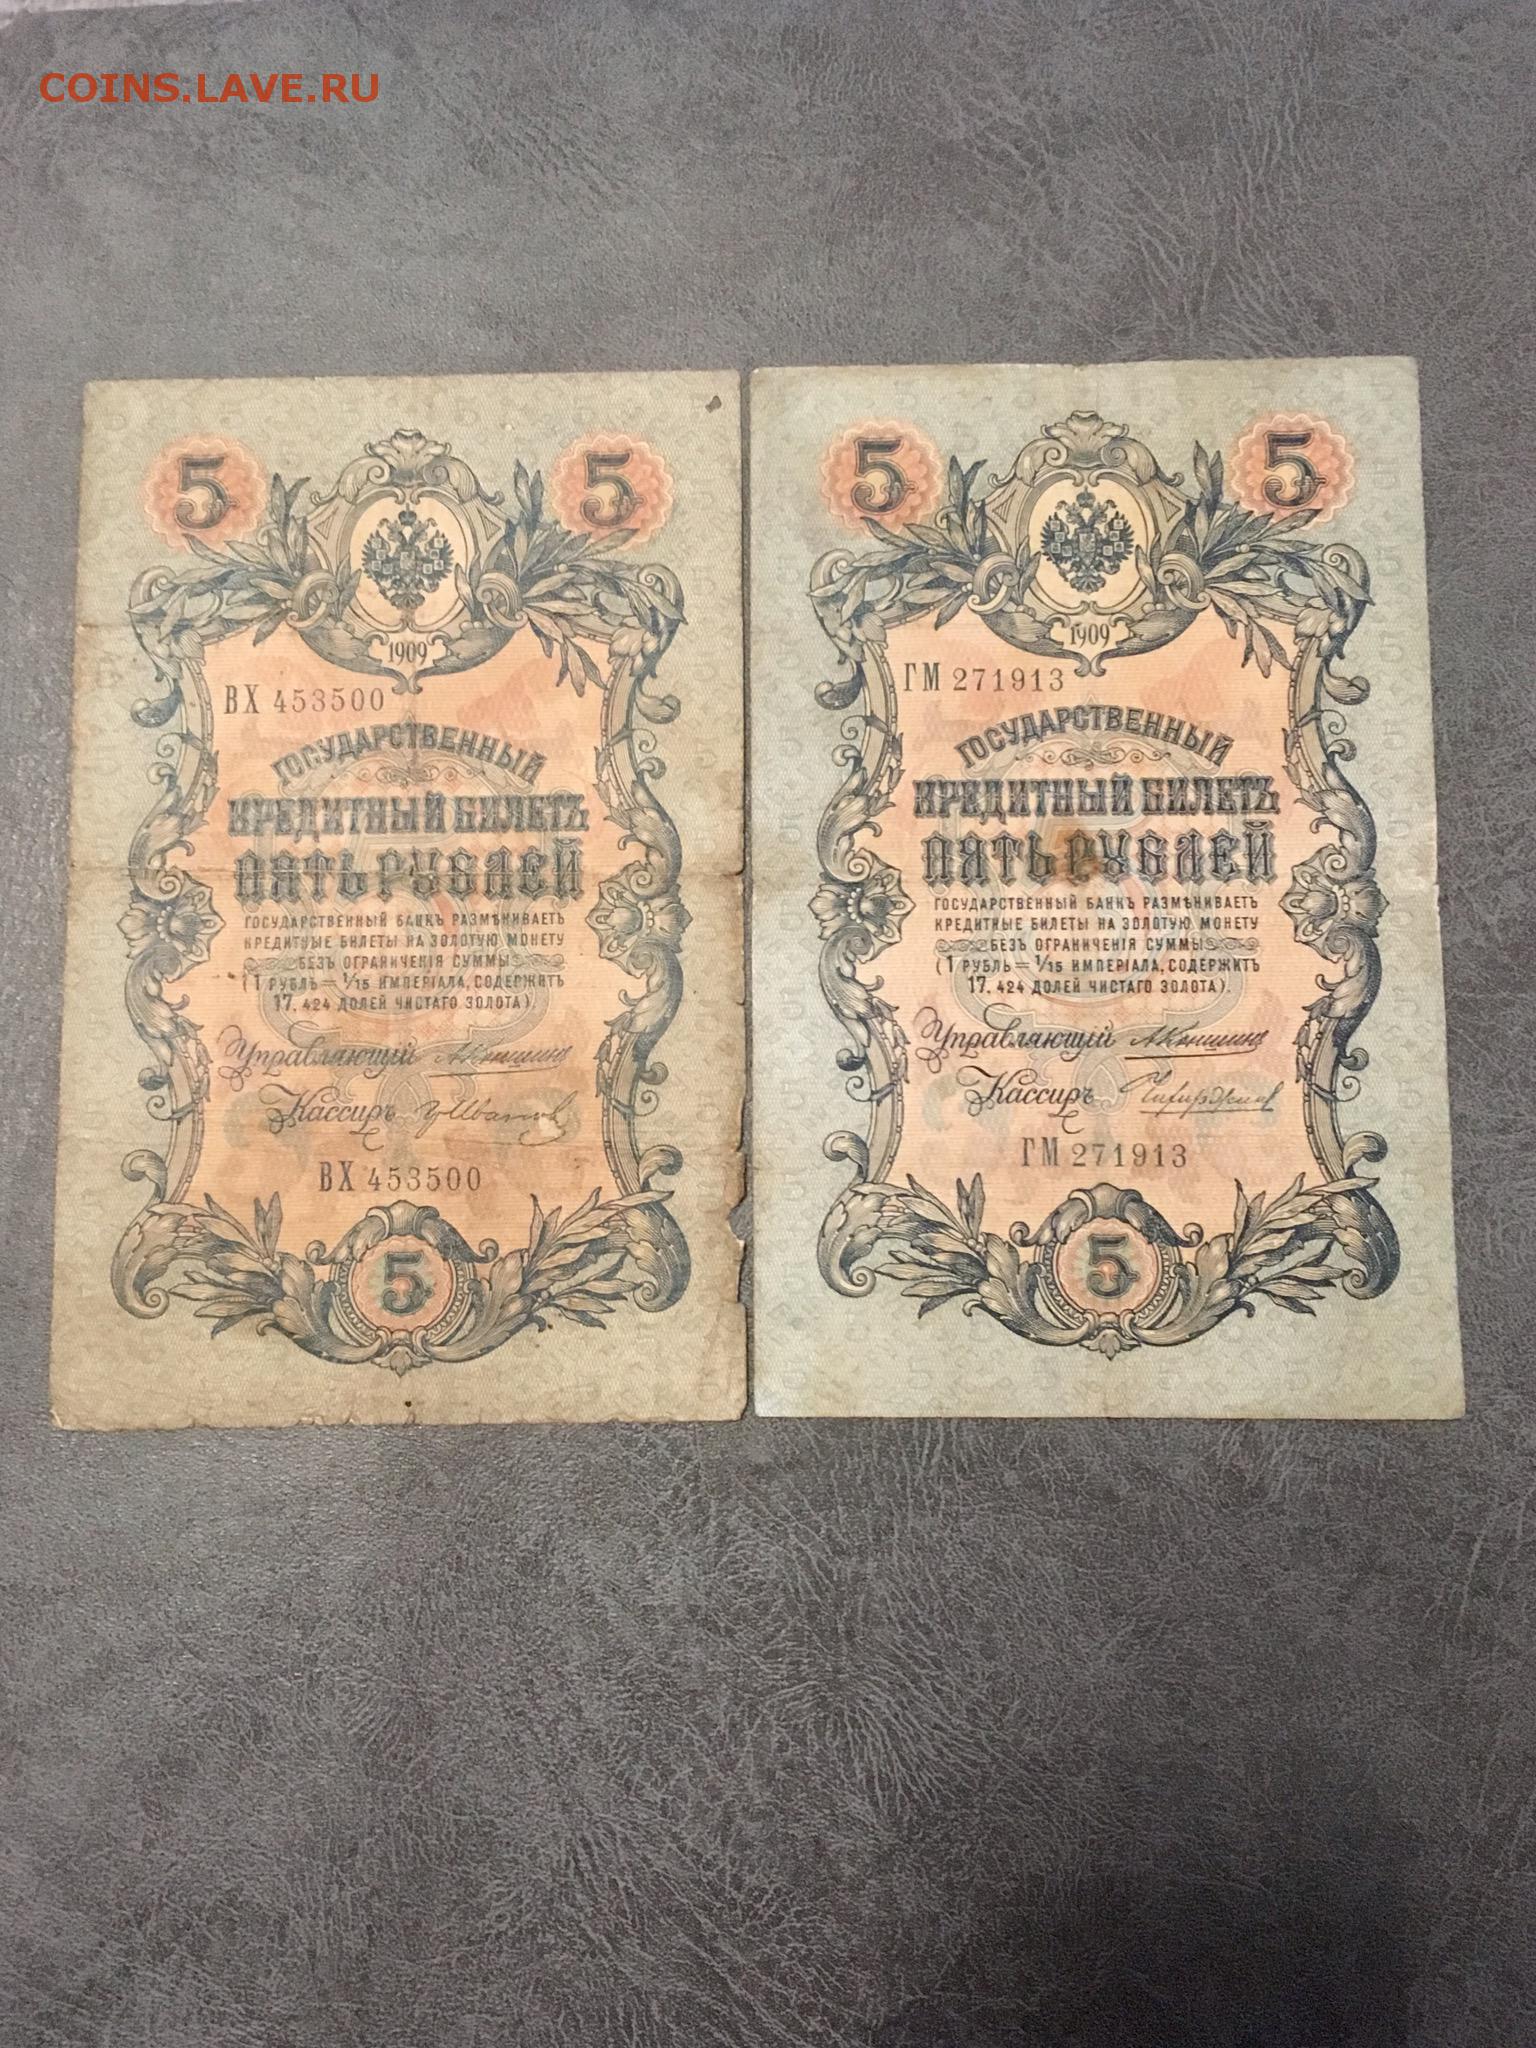 COINS.LAVE.RU
5 5
1909
ВХ 453500
ГОСУДАРСТВЕННЫЙ
КРЕДИТНЫЙ БИЛЕТЪ
ПЯТЬ РУБЛЕЙ
ГОСУДАРСТВЕННЫЙ БАНКЪ РАЗМѢНИВАЕТЪ
КРЕДИТНЫЕ БИЛЕТЫ НА ЗОЛОТУЮ МОНЕТУ
БЕЗЪ ОГРАНИЧЕНІЯ СУММЫ
(1 РУБЛЬ = 1/15 ИМПЕРІАЛА, СОДЕРЖИТЪ
17,424 ДОЛЕЙ ЧИСТАГО ЗОЛОТА).
Управляющій АКоншинъ
Кассиръ Ивановъ
ВХ 453500
5
5 5
1909
ГМ 271913
ГОСУДАРСТВЕННЫЙ
КРЕДИТНЫЙ БИЛЕТЪ
ПЯТЬ РУБЛЕЙ
ГОСУДАРСТВЕННЫЙ БАНКЪ РАЗМѢНИВАЕТЪ
КРЕДИТНЫЕ БИЛЕТЫ НА ЗОЛОТУЮ МОНЕТУ
БЕЗЪ ОГРАНИЧЕНІЯ СУММЫ
(1 РУБЛЬ = 1/15 ИМПЕРІАЛА, СОДЕРЖИТЪ
17,424 ДОЛЕЙ ЧИСТАГО ЗОЛОТА).
Управляющій АКоншинъ
Кассиръ
ГМ 271913
5